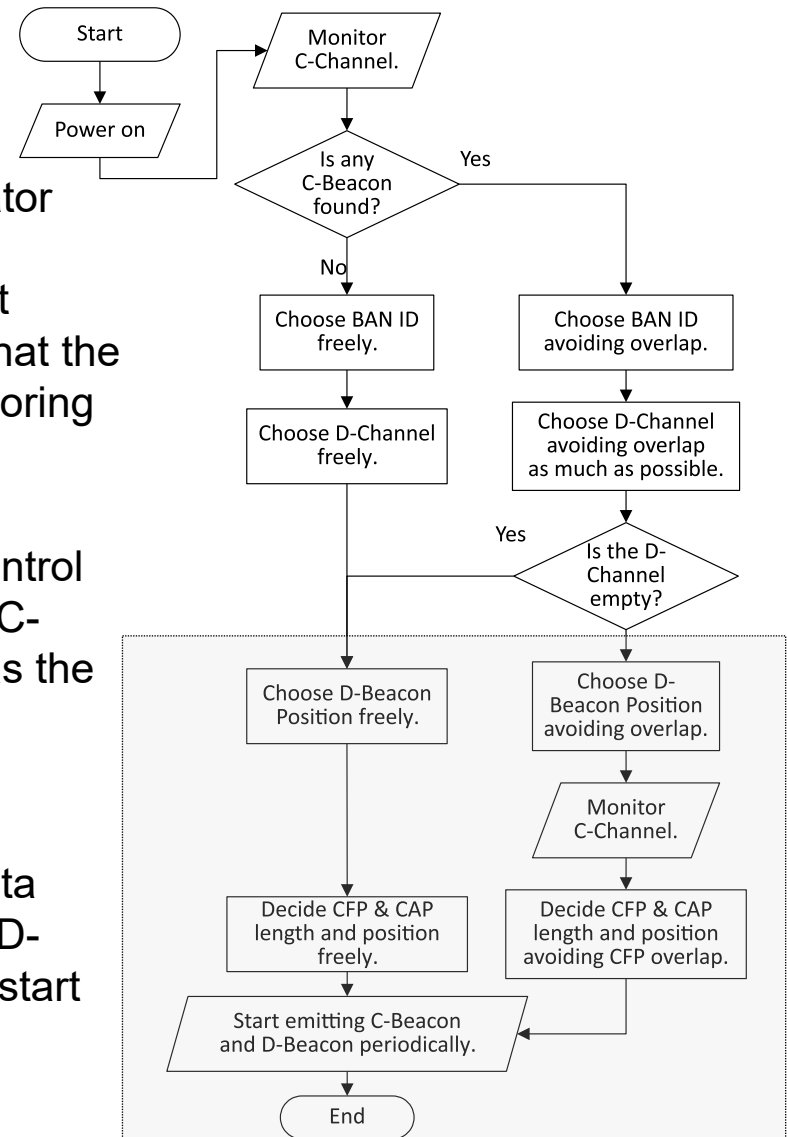 Start
Power on
Monitor
C-Channel.
Is any
C-Beacon
found?
Yes
No
Choose BAN ID
freely.
Choose BAN ID
avoiding overlap.
Choose D-Channel
freely.
Choose D-Channel
avoiding overlap
as much as possible.
Yes
Is the D-
Channel
empty?
Choose D-Beacon
Position freely.
Choose D-
Beacon Position
avoiding overlap.
Monitor
C-Channel.
Decide CFP & CAP
length and position
freely.
Decide CFP & CAP
length and position
avoiding CFP overlap.
Start emitting C-Beacon
and D-Beacon periodically.
End
tor
t
hat the
oring
ntrol
C-
s the
ta
D-
start